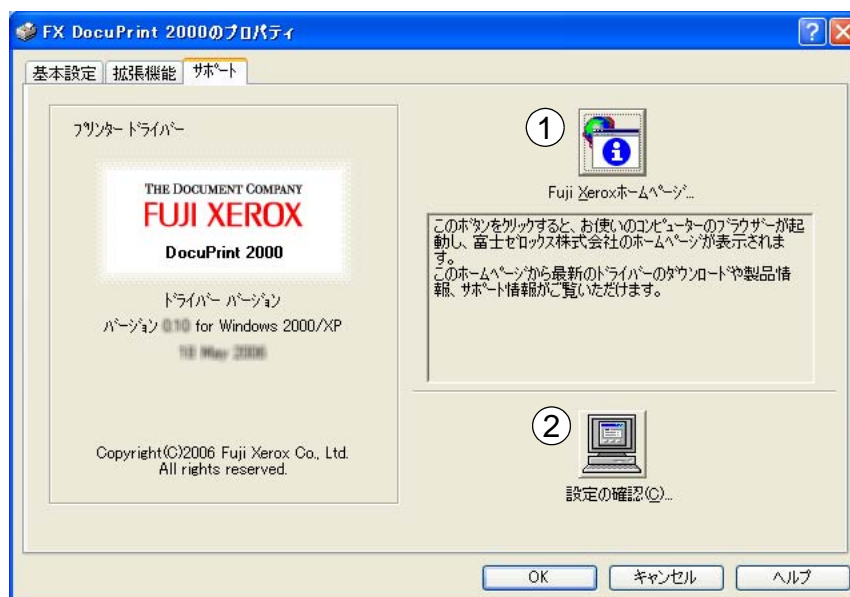 FX DocuPrint 2000のプロパティ
基本設定
拡張機能
サポート
プリンター ドライバー
THE DOCUMENT COMPANY
FUJI XEROX
DocuPrint 2000
ドライバー バージョン
バージョン for Windows 2000/XP
Copyright(C)2006 Fuji Xerox Co., Ltd.
All rights reserved.
1
Fuji Xeroxホームページ...
このボタンをクリックすると、お使いのコンピューターのブラウザーが起
動し、富士ゼロックス株式会社のホームページが表示されま
す。
このホームページから最新のドライバーのダウンロードや製品情
報、サポート情報がご覧いただけます。
2
設定の確認(C)...
OK
キャンセル
ヘルプ